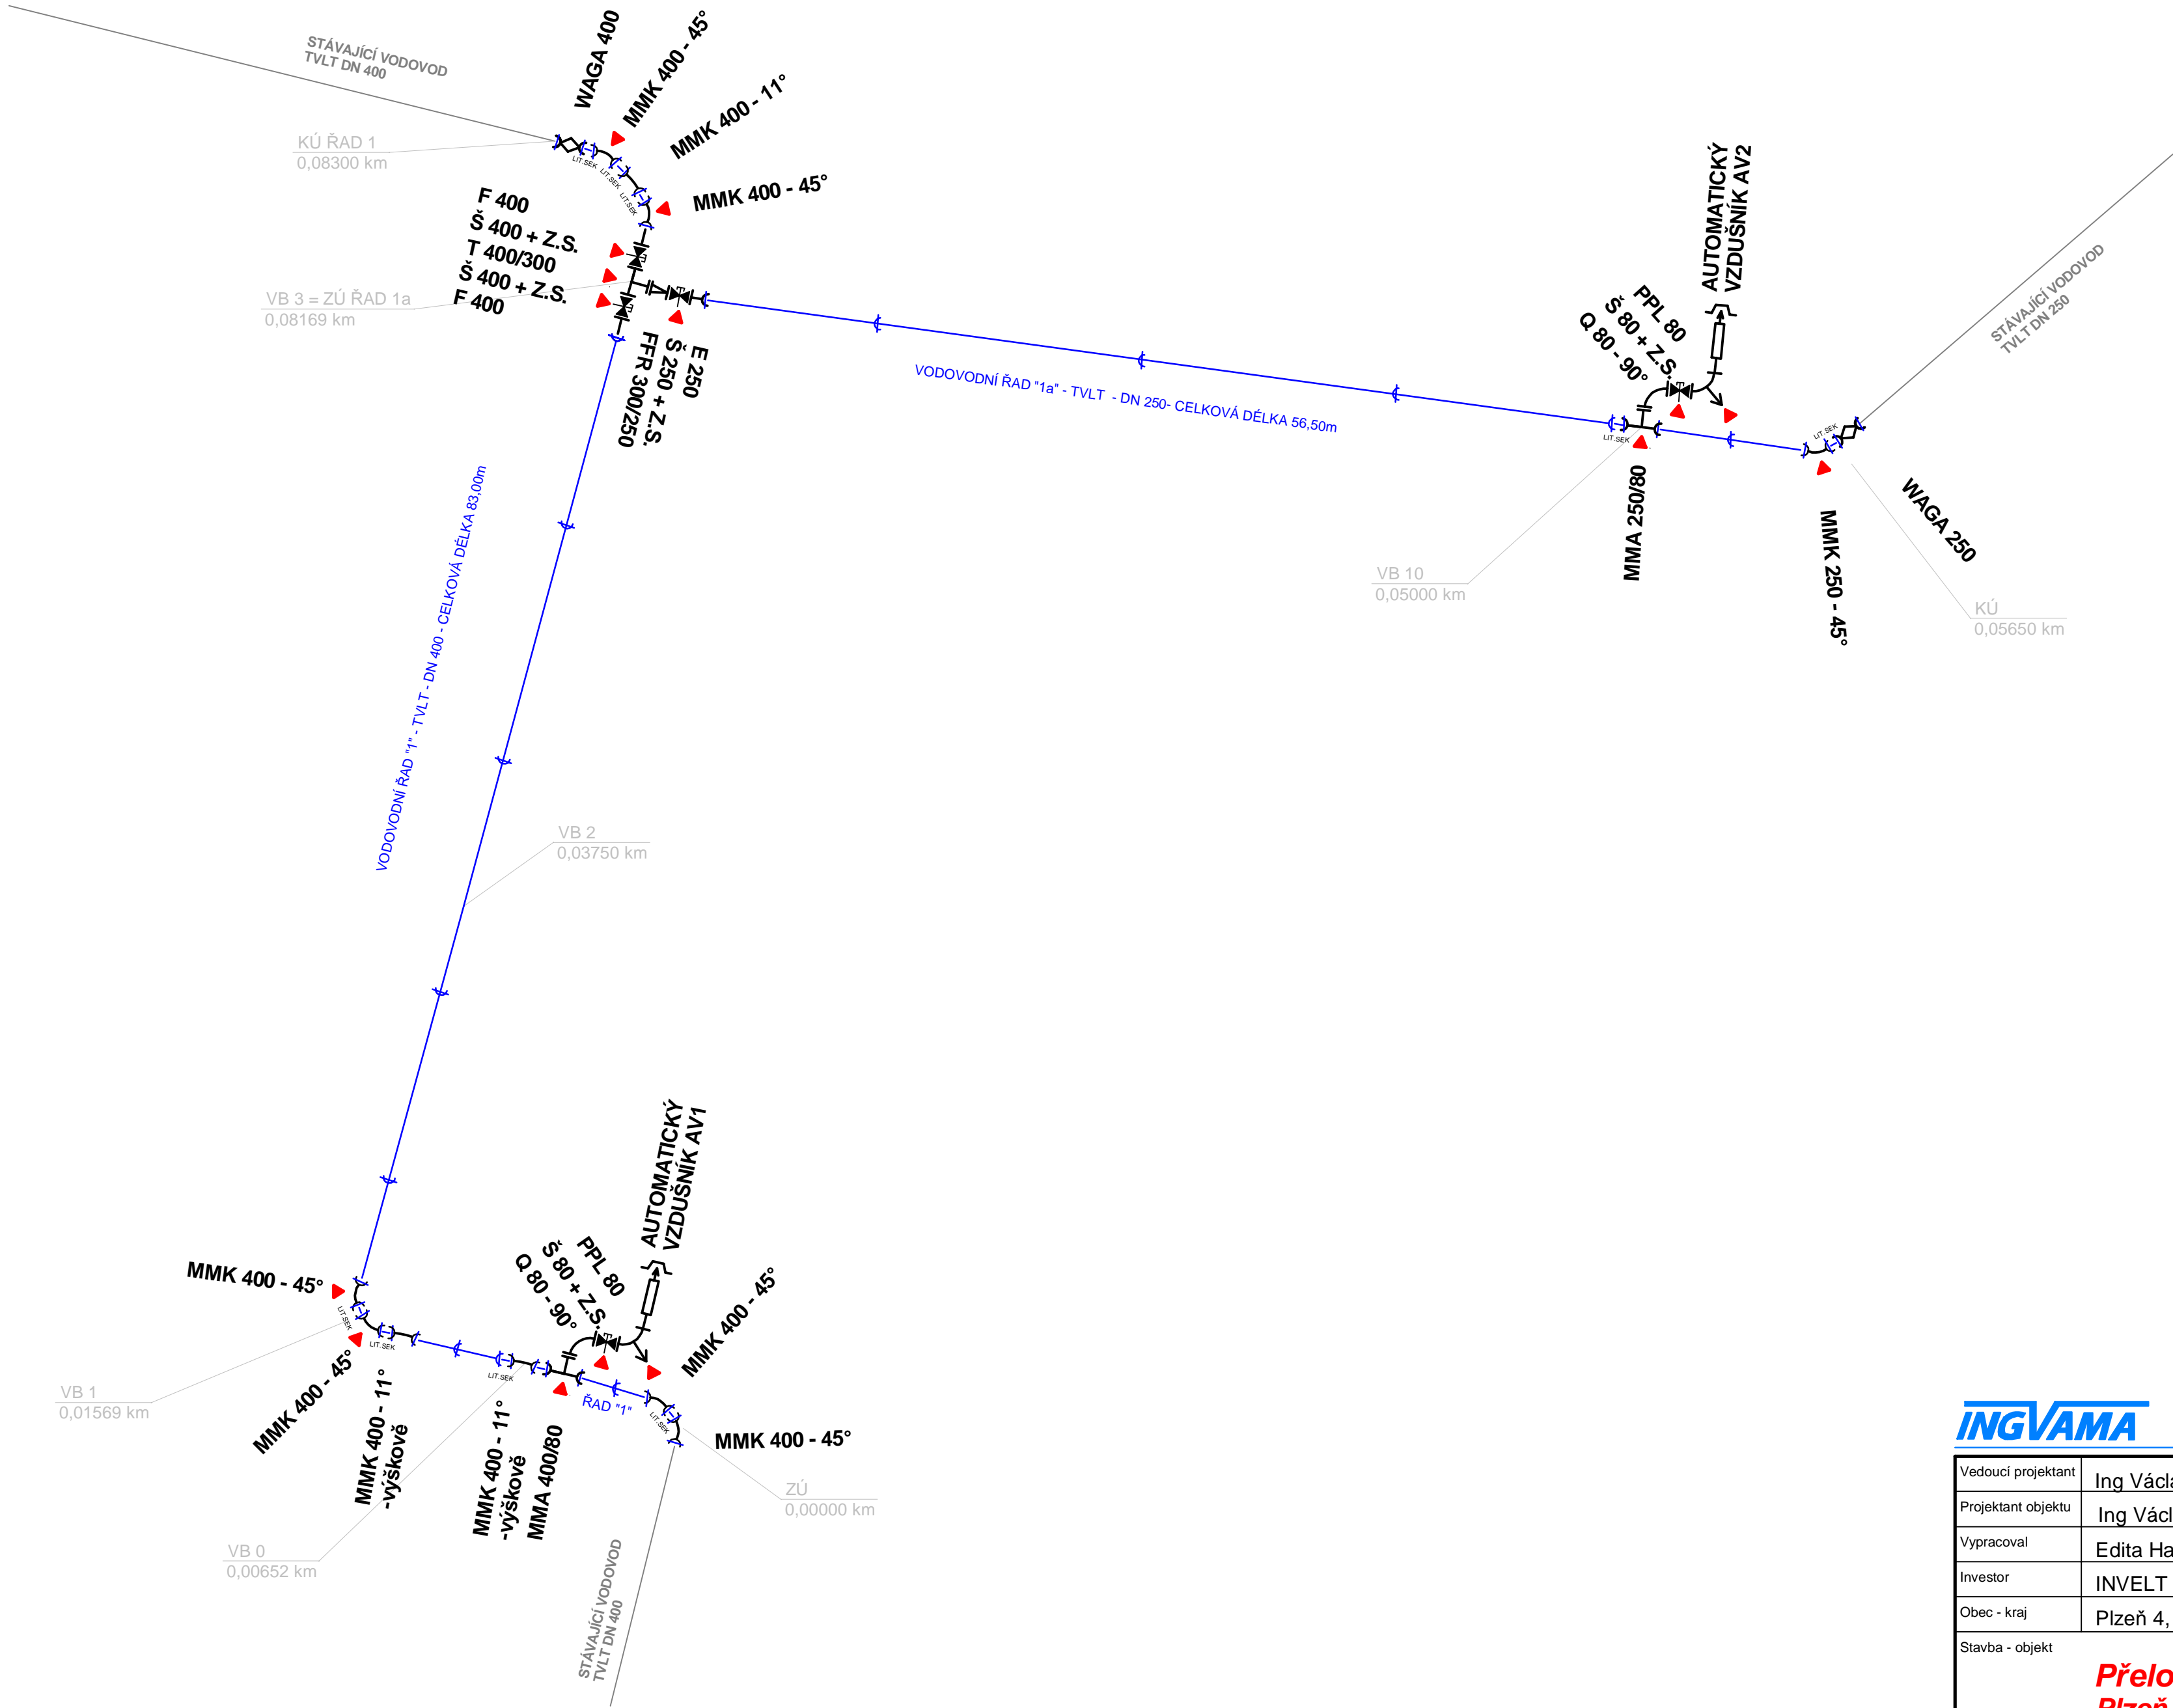 STÁVAJÍCÍ VODOVOD
TVLT DN 400
WAGA 400
MMK 400 - 45°
MMK 400 - 11°
MMK 400 - 45°
KÚ ŘAD 1
0,08300 km
LIT.SEK
LIT.SEK
LIT.SEK
F 400
Š 400 + Z.S.
T 400/300
Š 400 + Z.S.
F 400
VB 3 = ZÚ ŘAD 1a
0,08169 km
E 250
Š 250 + Z.S.
FFR 300/250
VODOVODNÍ ŘAD "1a" - TVLT - DN 250- CELKOVÁ DÉLKA 56,50m
AUTOMATICKÝ
VZDUŠNÍK AV2
PPL 80
Š 80 + Z.S.
Q 80 - 90°
STÁVAJÍCÍ VODOVOD
TVLT DN 250
LIT.SEK
LIT.SEK
MMA 250/80
MMK 250 - 45°
WAGA 250
VB 10
0,05000 km
KÚ
0,05650 km
VODOVODNÍ ŘAD "1" - TVLT - DN 400 - CELKOVÁ DÉLKA 83,00m
VB 2
0,03750 km
AUTOMATICKÝ
VZDUŠNÍK AV1
PPL 80
Š 80 + Z.S.
Q 80 - 90°
MMK 400 - 45°
MMK 400 - 45°
LIT.SEK
LIT.SEK
LIT.SEK
LIT.SEK
ŘAD "1"
VB 1
0,01569 km
MMK 400 - 45°
MMK 400 - 11°
-výškově
MMK 400 - 11°
-výškově
MMA 400/80
MMK 400 - 45°
ZÚ
0,00000 km
VB 0
0,00652 km
STÁVAJÍCÍ VODOVOD
TVLT DN 400
INGVAMA
Vedoucí projektant
Ing Václa
Projektant objektu
Ing Václ
Vypracoval
Edita Ha
Investor
INVELT
Obec - kraj
Plzeň 4,
Stavba - objekt
Přelo
Plzeň